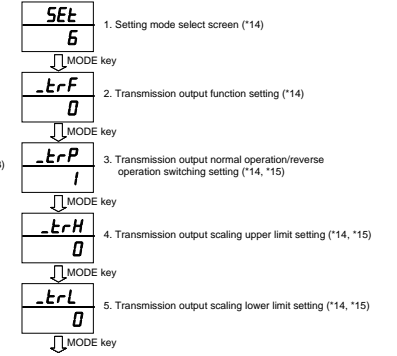 SEt
6
1. Setting mode select screen (*14)
MODE key
_trF
0
2. Transmission output function setting (*14)
MODE key
_trP
1
3. Transmission output normal operation/reverse
operation switching setting (*14, *15)
MODE key
_trH
0
4. Transmission output scaling upper limit setting (*14, *15)
MODE key
_trL
0
5. Transmission output scaling lower limit setting (*14, *15)
MODE key